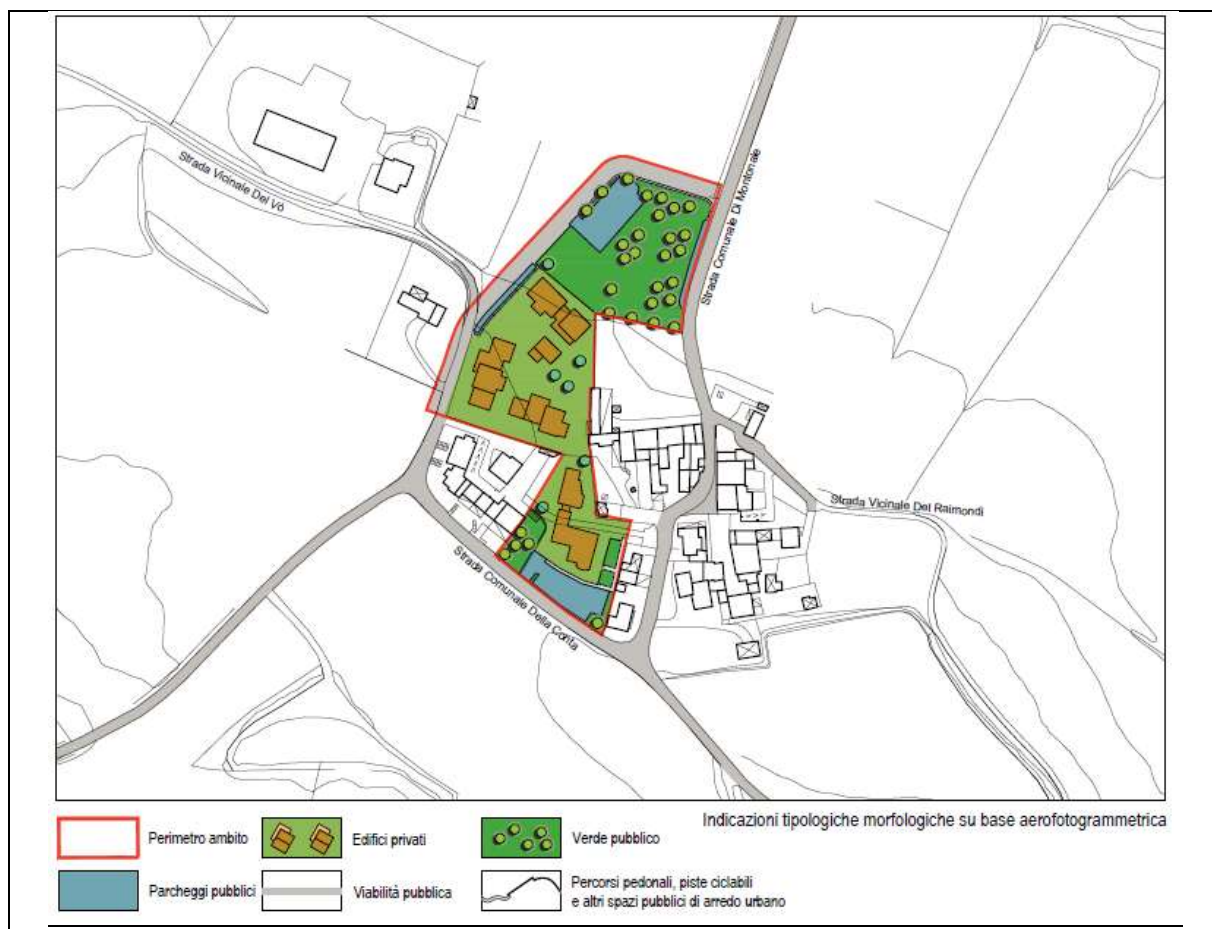 Strada Vicinale Del Vò
Strada Comunale Di Montonale
Strada Vicinale Dei Raimondi
Strada Comunale Della Conta
Indicazioni tipologiche morfologiche su base aerofotogrammetrica
Perimetro ambito
Edifici privati
Verde pubblico
Parcheggi pubblici
Viabilità pubblica
Percorsi pedonali, piste ciclabili
e altri spazi pubblici di arredo urbano